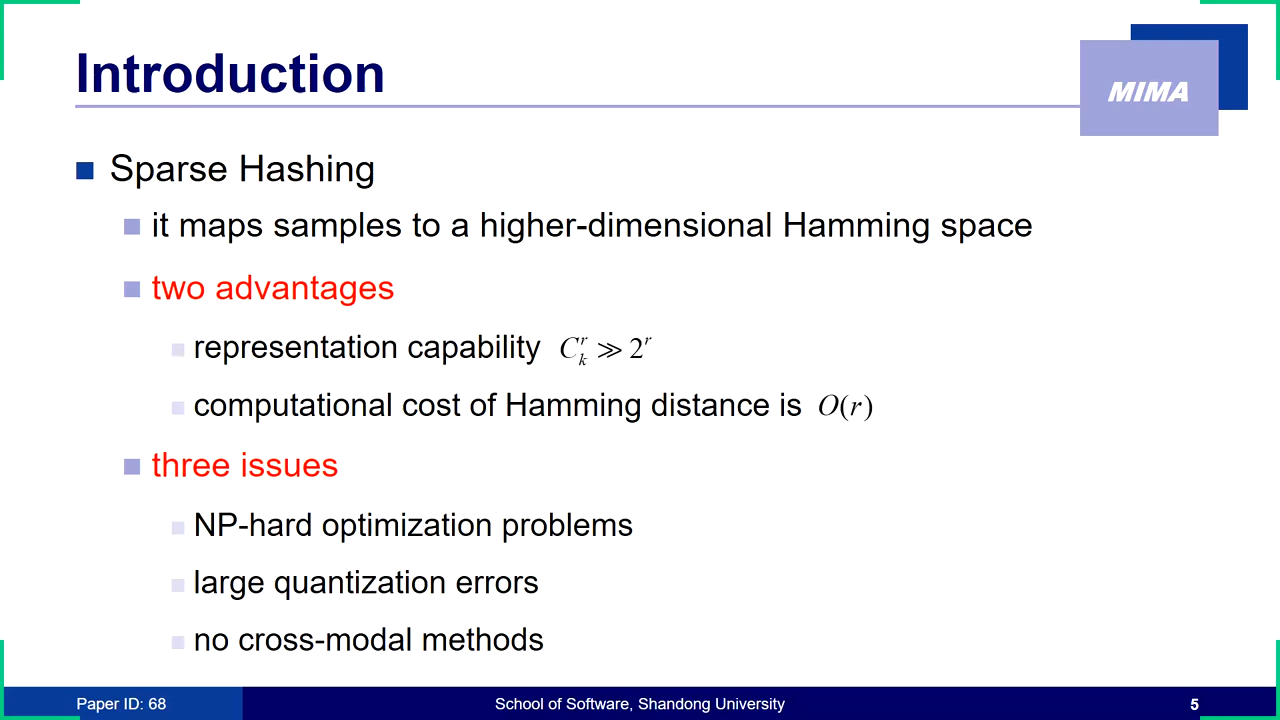 Introduction
MIMA
Sparse Hashing
it maps samples to a higher-dimensional Hamming space
two advantages
representation capability C_k^r ≫ 2^r
computational cost of Hamming distance is O(r)
three issues
NP-hard optimization problems
large quantization errors
no cross-modal methods
Paper ID: 68
School of Software, Shandong University
5